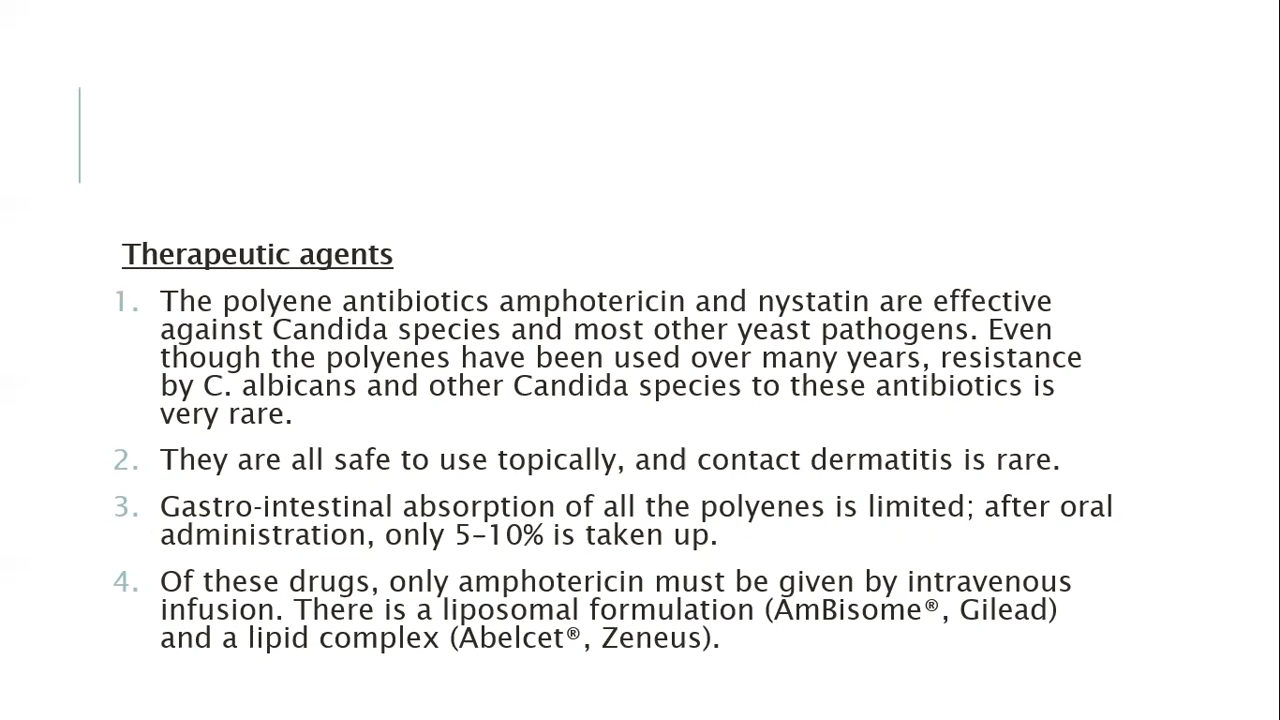 Therapeutic agents
1. The polyene antibiotics amphotericin and nystatin are effective
against Candida species and most other yeast pathogens. Even
though the polyenes have been used over many years, resistance
by C. albicans and other Candida species to these antibiotics is
very rare.
2. They are all safe to use topically, and contact dermatitis is rare.
3. Gastro-intestinal absorption of all the polyenes is limited; after oral
administration, only 5–10% is taken up.
4. Of these drugs, only amphotericin must be given by intravenous
infusion. There is a liposomal formulation (AmBisome®, Gilead)
and a lipid complex (Abelcet®, Zeneus).